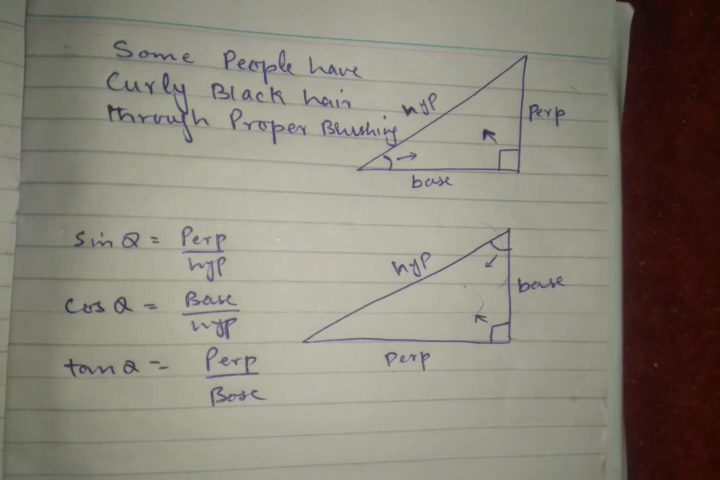 Some People have
Curly Black hair
through Proper Brushing
hyp
Perp
base
sin Q = Perp
hyp
cos Q = Base
hyp
tan Q = Perp
Base
hyp
base
Perp